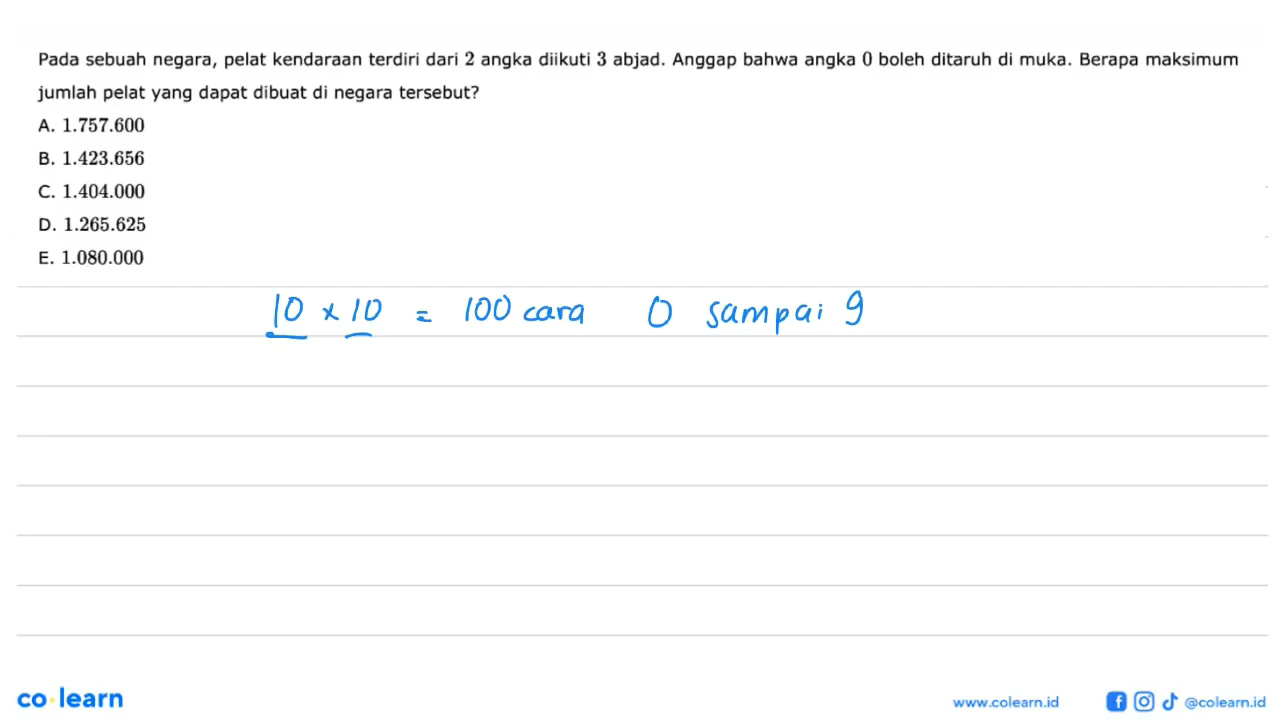 Pada sebuah negara, pelat kendaraan terdiri dari 2 angka diikuti 3 abjad. Anggap bahwa angka 0 boleh ditaruh di muka. Berapa maksimum
jumlah pelat yang dapat dibuat di negara tersebut?
A. 1.757.600
B. 1.423.656
C. 1.404.000
D. 1.265.625
E. 1.080.000
10 × 10 = 100 cara 0 sampai 9
co learn
www.colearn.id @colearn.id